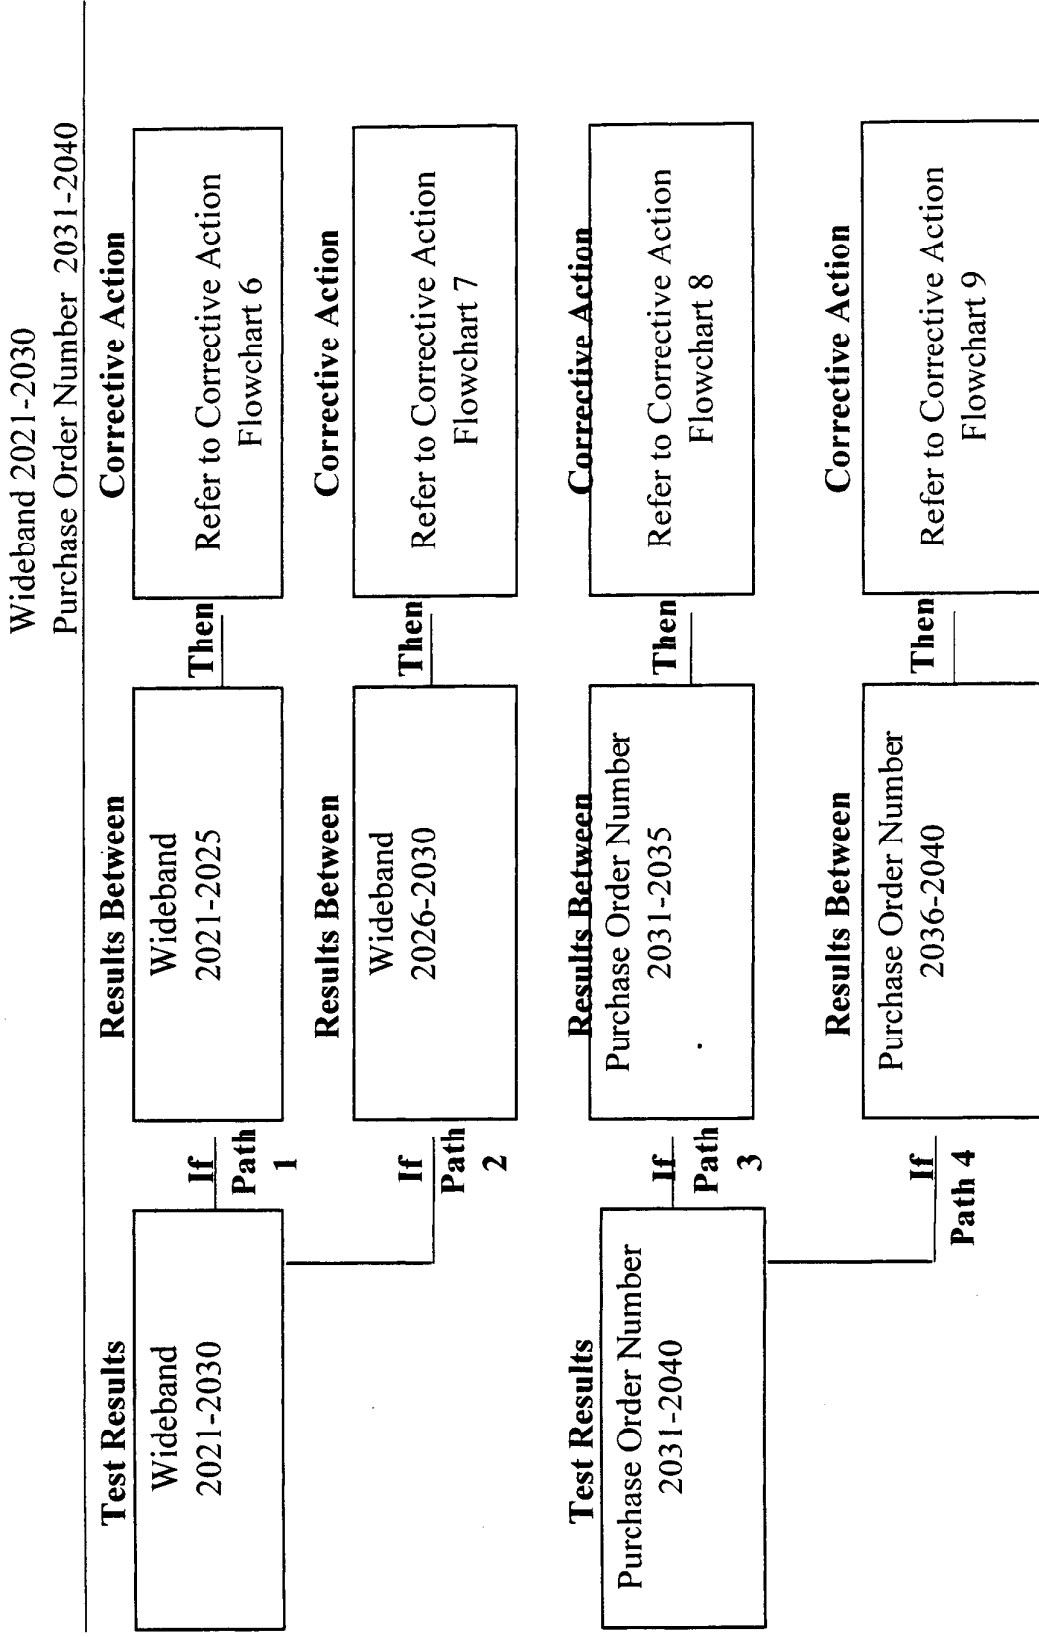 Wideband 2021-2030
Purchase Order Number 2031-2040
Test Results
Results Between
Corrective Action
Wideband
2021-2030
If
Path
1
Wideband
2021-2025
Then
Refer to Corrective Action
Flowchart 6
Results Between
Corrective Action
If
Path
2
Wideband
2026-2030
Then
Refer to Corrective Action
Flowchart 7
Test Results
Results Between
Corrective Action
Purchase Order Number
2031-2040
If
Path
3
Purchase Order Number
2031-2035
Then
Refer to Corrective Action
Flowchart 8
Results Between
Corrective Action
If
Path 4
Purchase Order Number
2036-2040
Then
Refer to Corrective Action
Flowchart 9